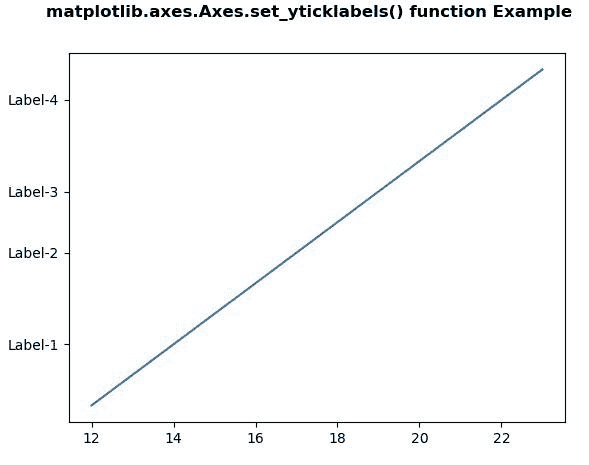 matplotlib.axes.Axes.set_yticklabels() function Example
Label-4
Label-3
Label-2
Label-1
12 14 16 18 20 22